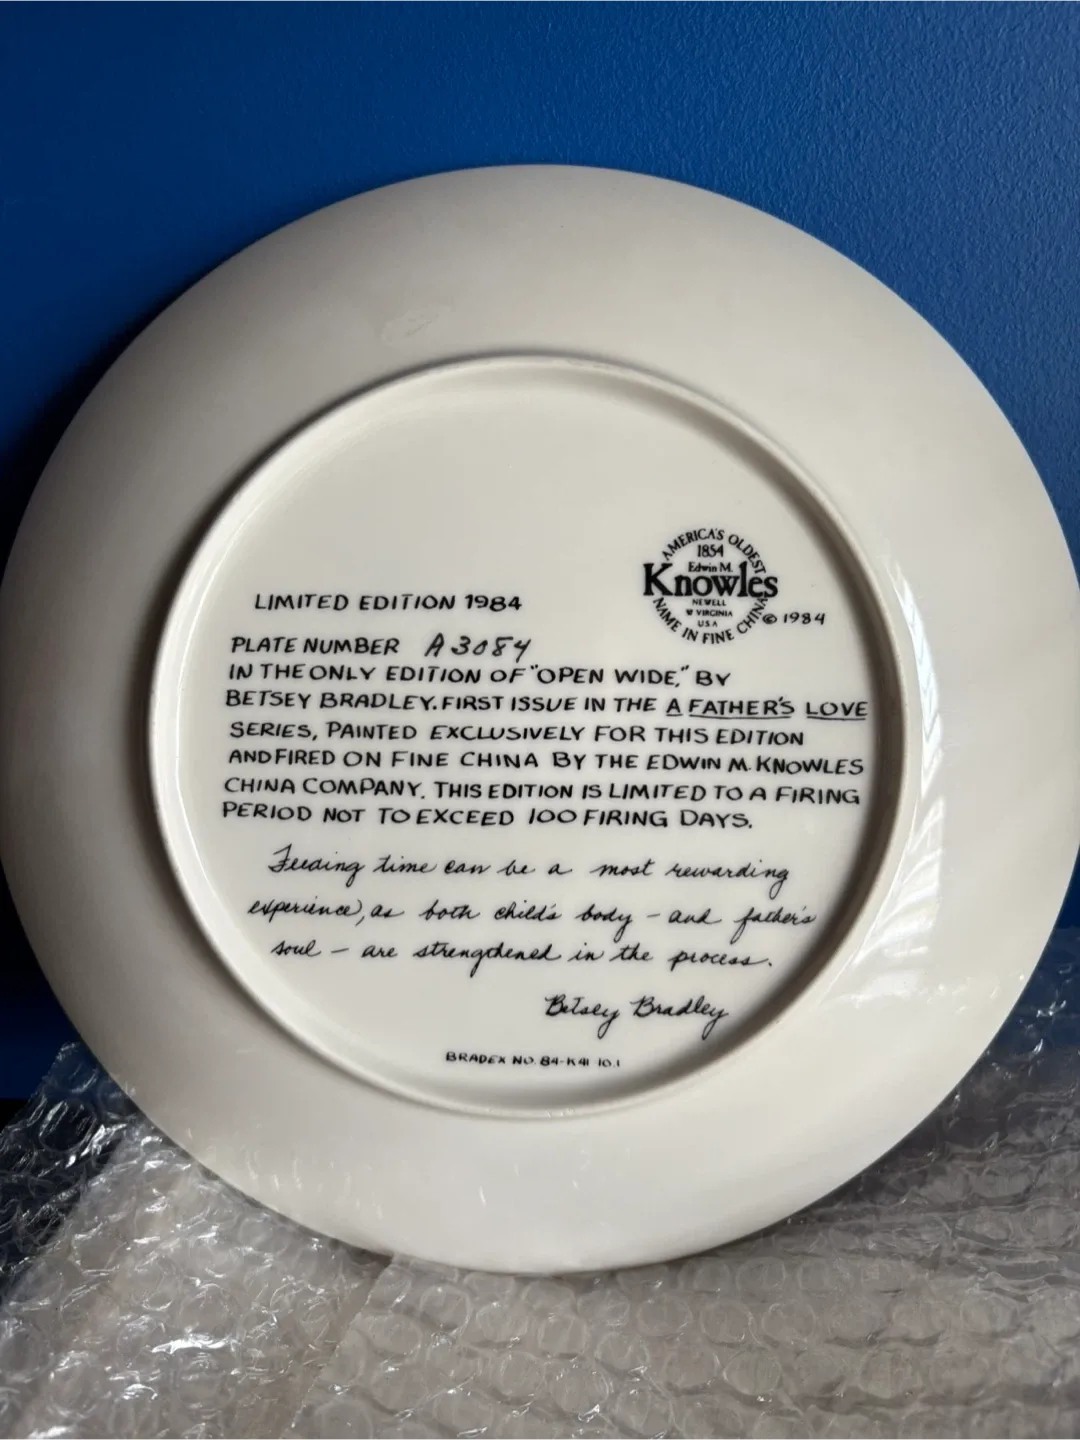 AMERICA'S OLDEST
1854
Edwin M.
Knowles
NEWELL
W VIRGINIA
USA
NAME IN FINE CHINA
© 1984
LIMITED EDITION 1984
PLATE NUMBER A3084
IN THE ONLY EDITION OF "OPEN WIDE," BY
BETSEY BRADLEY. FIRST ISSUE IN THE A FATHER'S LOVE
SERIES, PAINTED EXCLUSIVELY FOR THIS EDITION
AND FIRED ON FINE CHINA BY THE EDWIN M. KNOWLES
CHINA COMPANY. THIS EDITION IS LIMITED TO A FIRING
PERIOD NOT TO EXCEED 100 FIRING DAYS.
Feeding time can be a most rewarding
experience, as both child's body – and father's
soul – are strengthened in the process.
Betsey Bradley
BRADEX NO. 84-K41-10.1